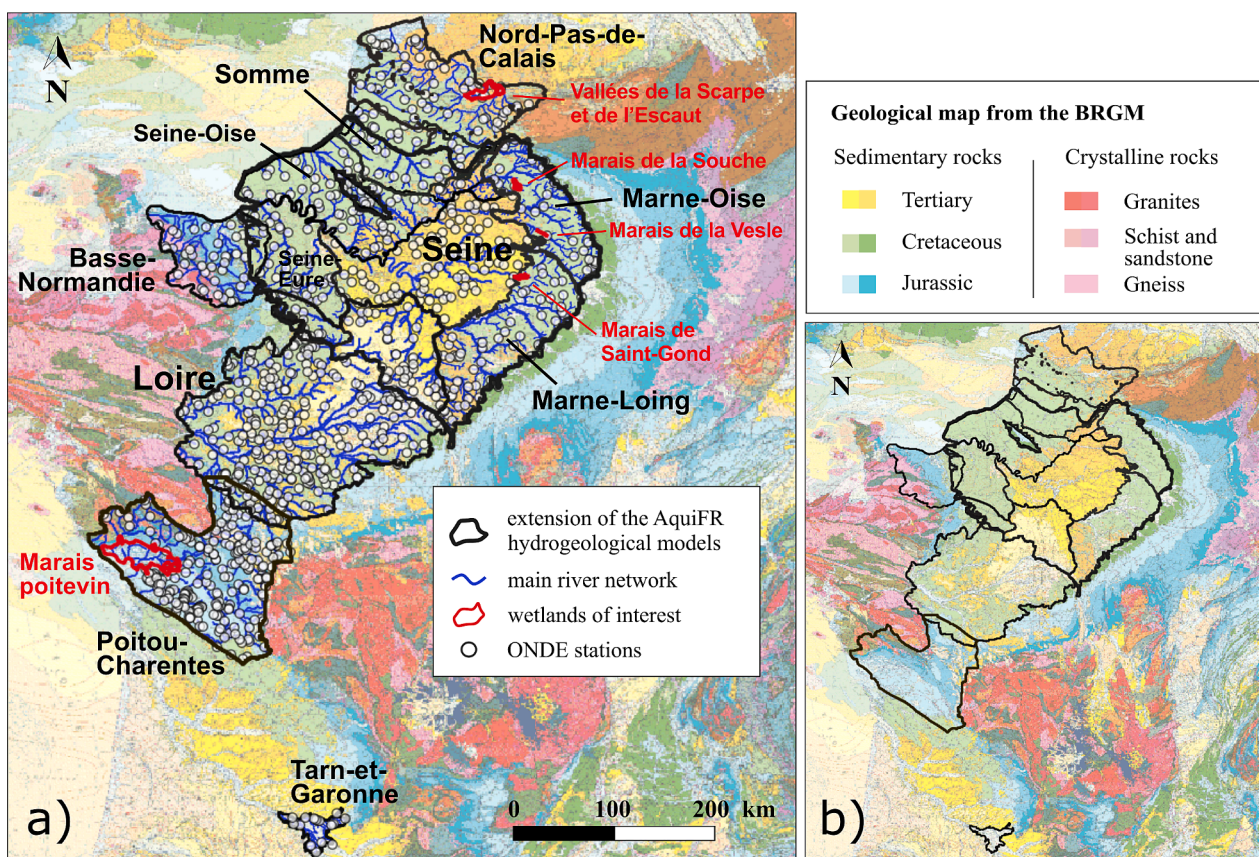 N
Nord-Pas-de-
Calais
Somme
Vallées de la Scarpe
et de l'Escaut
Seine-Oise
Marais de la Souche
Marne-Oise
Marais de la Vesle
Seine
Basse-
Normandie
Seine-
Eure
Marais de
Saint-Gond
Loire
Marne-Loing
extension of the AquiFR
hydrogeological models
main river network
wetlands of interest
ONDE stations
Marais
poitevin
Poitou-
Charentes
Tarn-et-
Garonne
0 100 200 km
a)
Geological map from the BRGM
Sedimentary rocks
Tertiary
Cretaceous
Jurassic
Crystalline rocks
Granites
Schist and
sandstone
Gneiss
N
b)